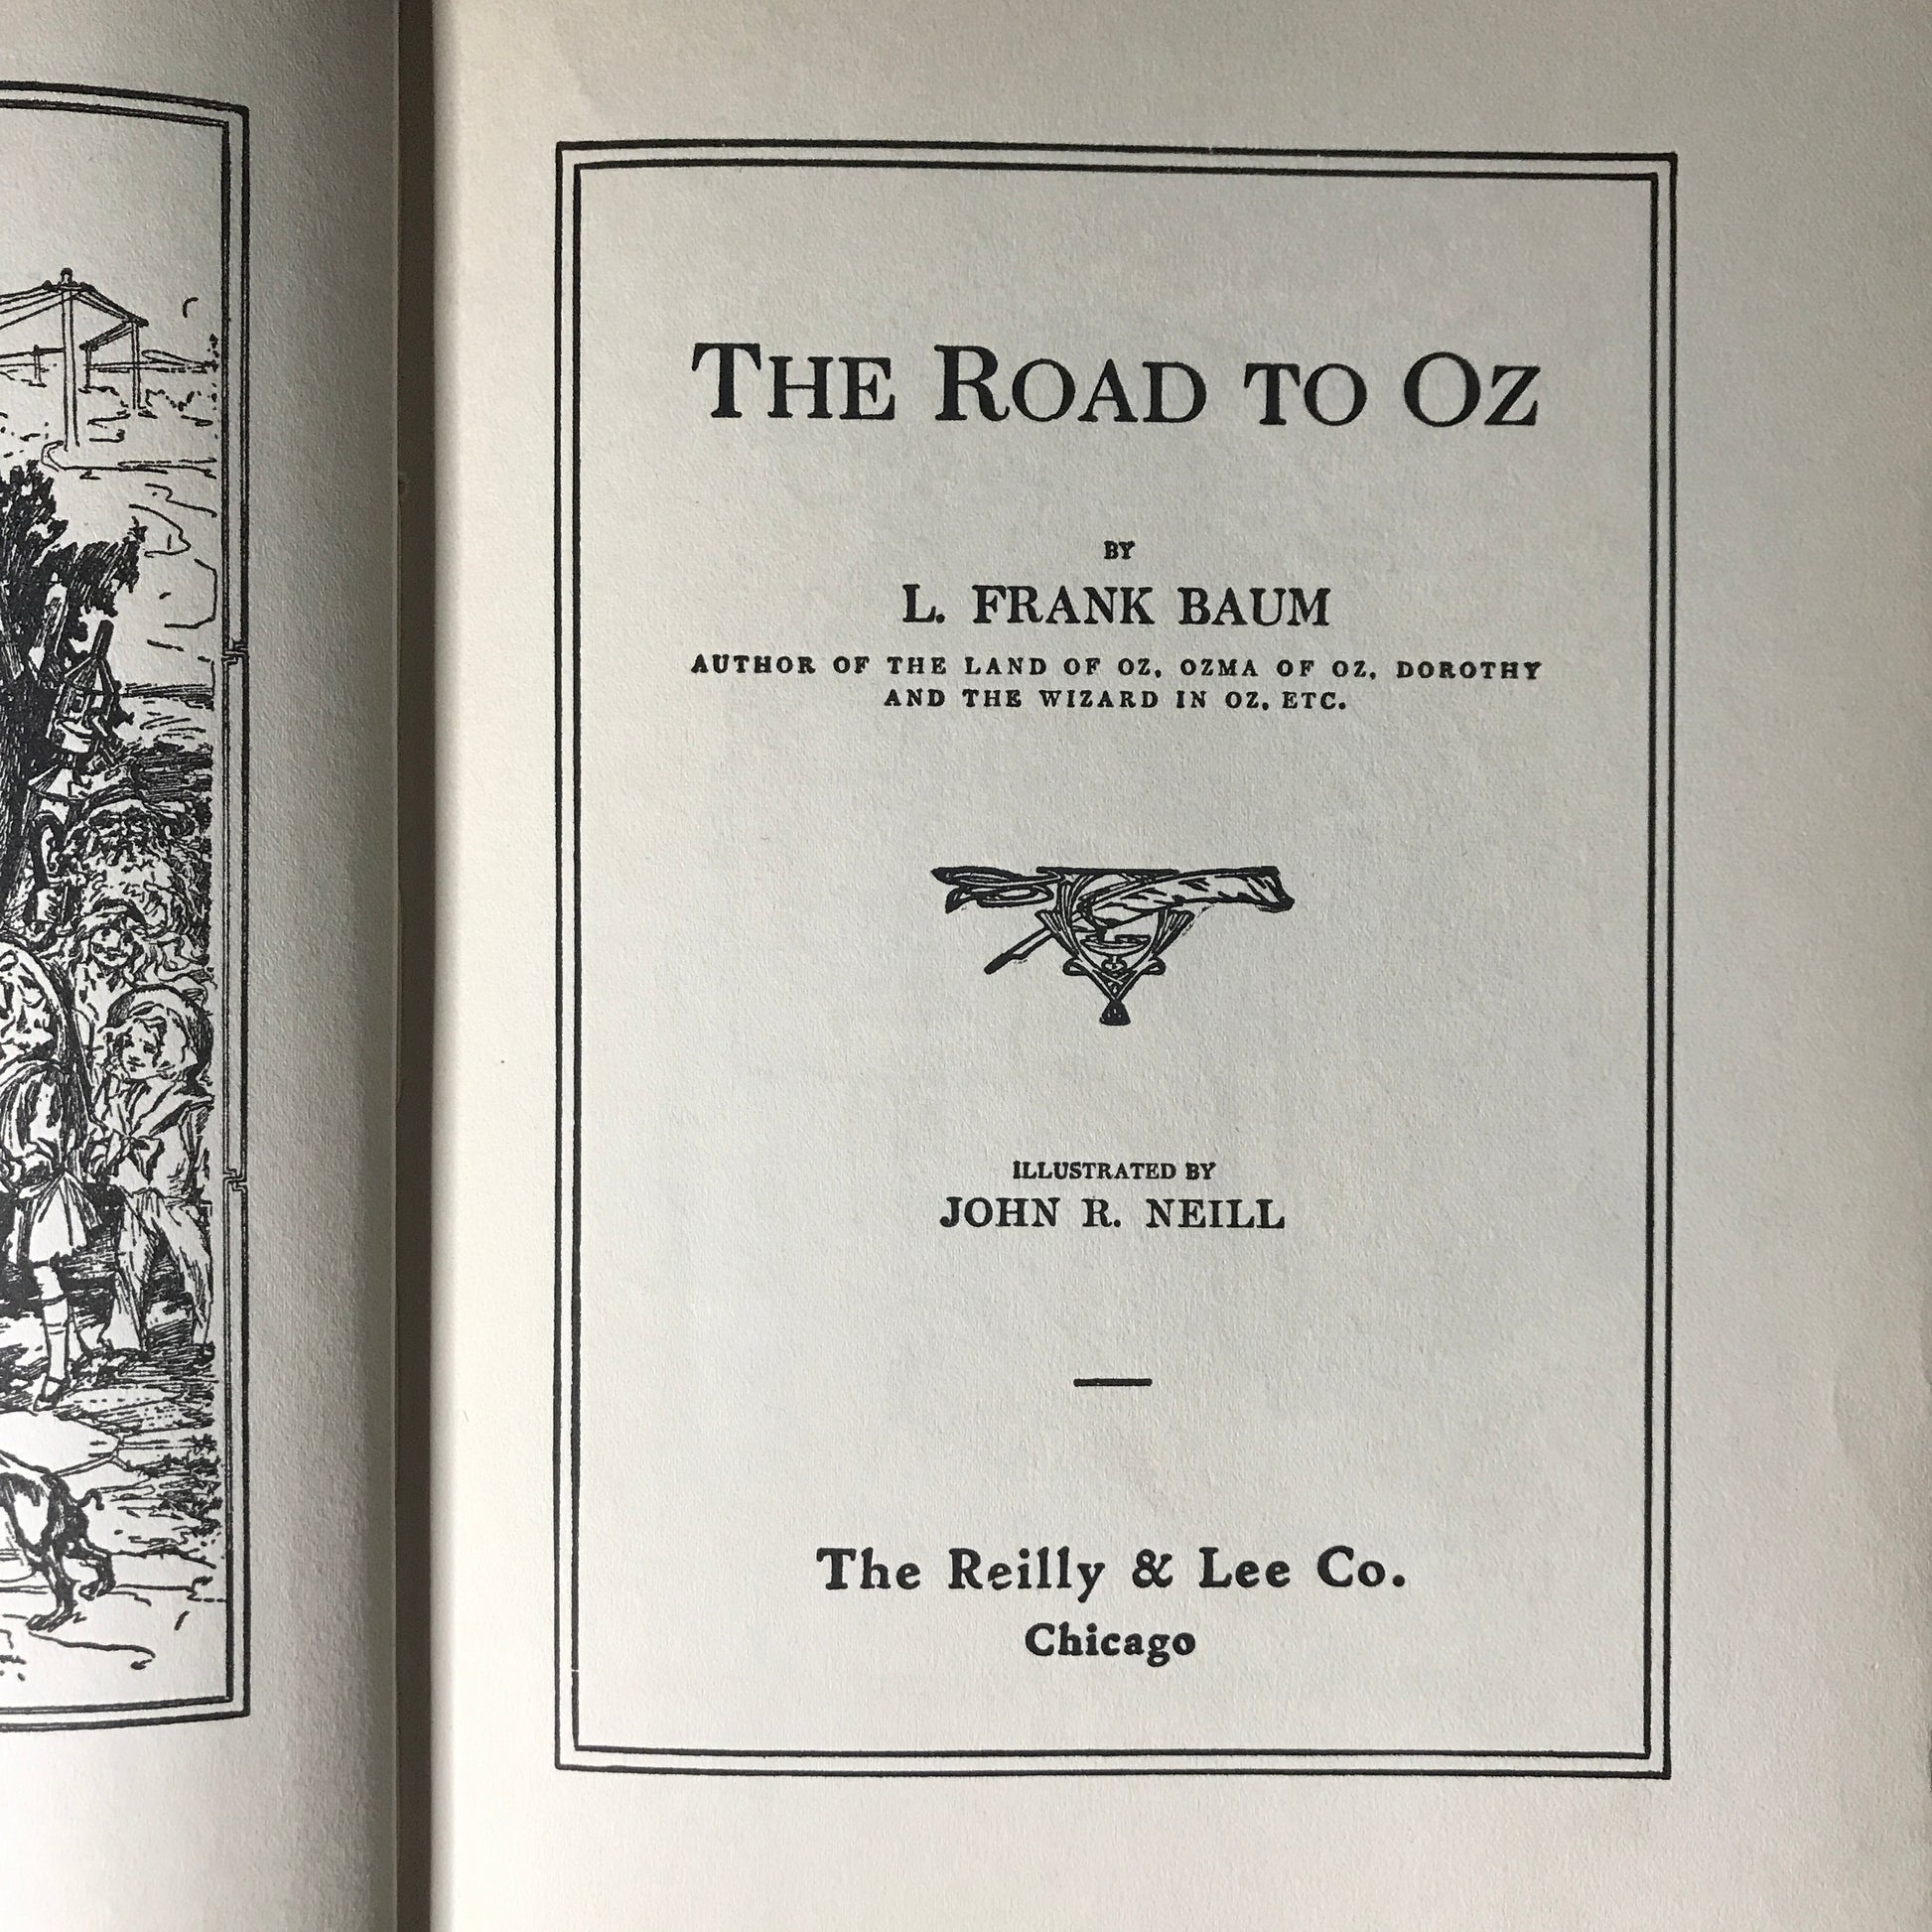 THE ROAD TO OZ
BY
L. FRANK BAUM
AUTHOR OF THE LAND OF OZ, OZMA OF OZ, DOROTHY
AND THE WIZARD IN OZ, ETC.
ILLUSTRATED BY
JOHN R. NEILL
The Reilly & Lee Co.
Chicago